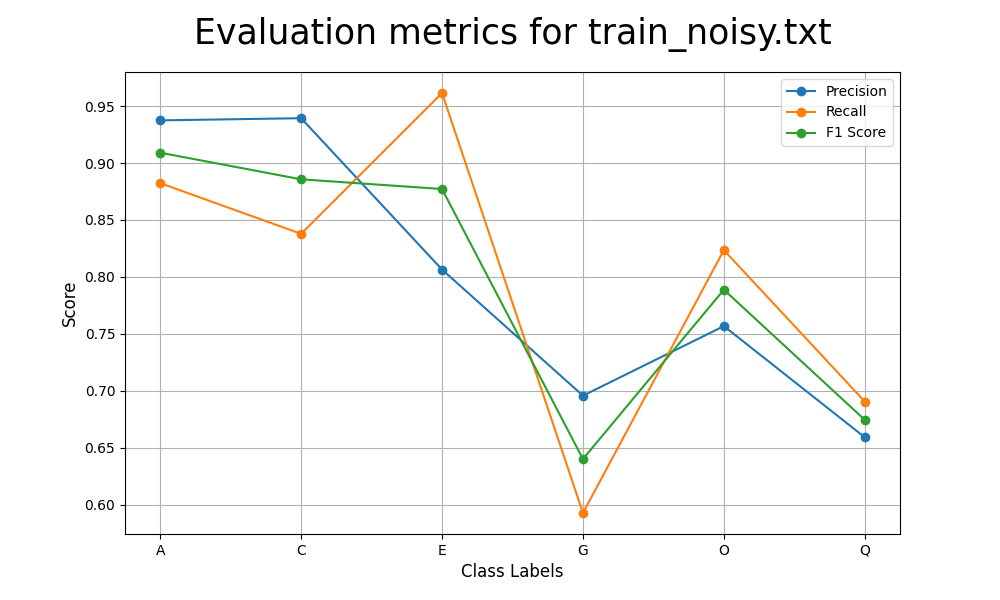 Evaluation metrics for train_noisy.txt
Precision
Recall
F1 Score
0.95
0.90
0.85
0.80
0.75
0.70
0.65
0.60
Score
A C E G O Q
Class Labels